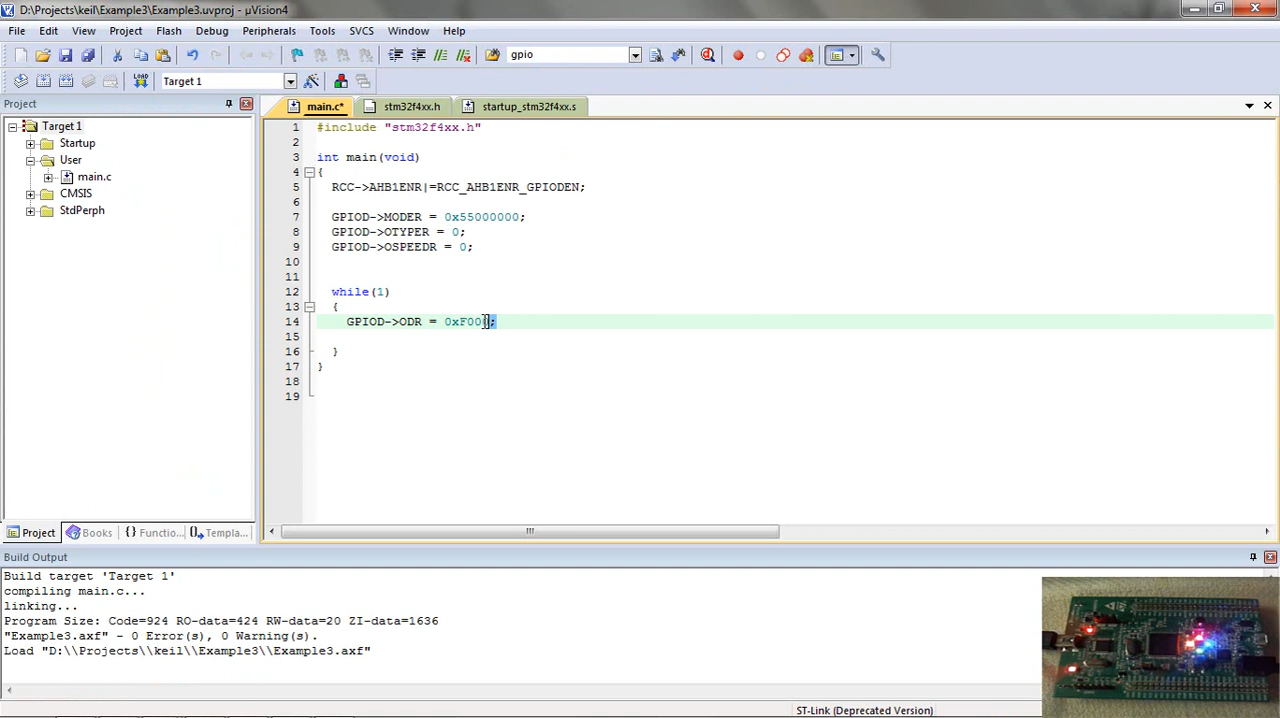 D:\Projects\keil\Example3\Example3.uvproj - µVision4
File Edit View Project Flash Debug Peripherals Tools SVCS Window Help
gpio
LOAD Target 1
Project
main.c* stm32f4xx.h startup_stm32f4xx.s
Target 1
Startup
User
main.c
CMSIS
StdPerph
1 #include "stm32f4xx.h"
2
3 int main(void)
4 {
5 RCC->AHB1ENR|=RCC_AHB1ENR_GPIODEN;
6
7 GPIOD->MODER = 0x55000000;
8 GPIOD->OTYPER = 0;
9 GPIOD->OSPEEDR = 0;
10
11
12 while(1)
13 {
14 GPIOD->ODR = 0xF000;
15
16 }
17 }
18
19
Project Books {} Functio... Templa...
Build Output
Build target 'Target 1'
compiling main.c...
linking...
Program Size: Code=924 RO-data=424 RW-data=20 ZI-data=1636
"Example3.axf" - 0 Error(s), 0 Warning(s).
Load "D:\\Projects\\keil\\Example3\\Example3.axf"
ST-Link (Deprecated Version)